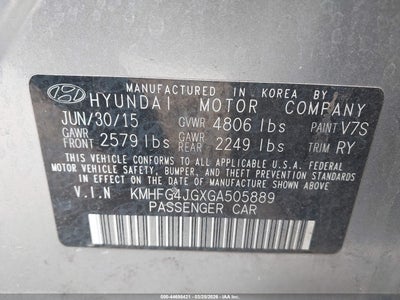 MANUFACTURED IN KOREA BY
HYUNDAI MOTOR COMPANY
JUN/30/15 GVWR 4806 lbs PAINT V7S
GAWR FRONT 2579 lbs GAWR REAR 2249 lbs TRIM RY
THIS VEHICLE CONFORMS TO ALL APPLICABLE U.S. FEDERAL
MOTOR VEHICLE SAFETY, BUMPER, AND THEFT PREVENTION
STANDARDS IN EFFECT ON THE DATE OF MANUFACTURE SHOWN ABOVE.
V.I.N KMHFG4JGXGA505889
PASSENGER CAR